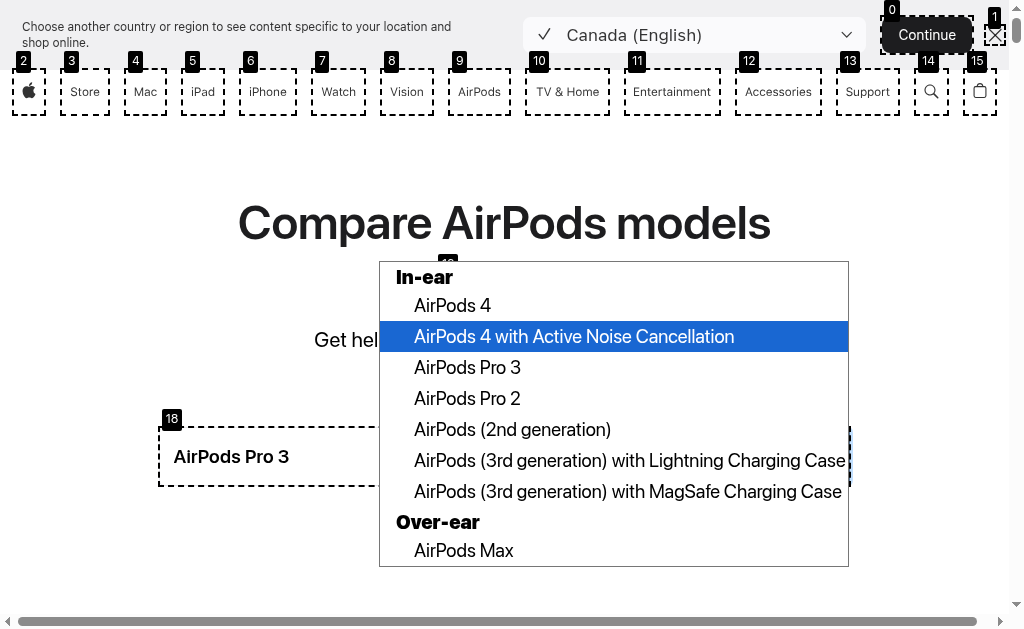 Choose another country or region to see content specific to your location and
shop online.
Canada (English)
0
Continue
1
2
3
4
5
6
7
8
9
10
11
12
13
14
15
Store
Mac
iPad
iPhone
Watch
Vision
AirPods
TV & Home
Entertainment
Accessories
Support
Compare AirPods models
In-ear
AirPods 4
AirPods 4 with Active Noise Cancellation
Get hel
AirPods Pro 3
AirPods Pro 2
AirPods (2nd generation)
18
AirPods Pro 3
AirPods (3rd generation) with Lightning Charging Case
AirPods (3rd generation) with MagSafe Charging Case
Over-ear
AirPods Max